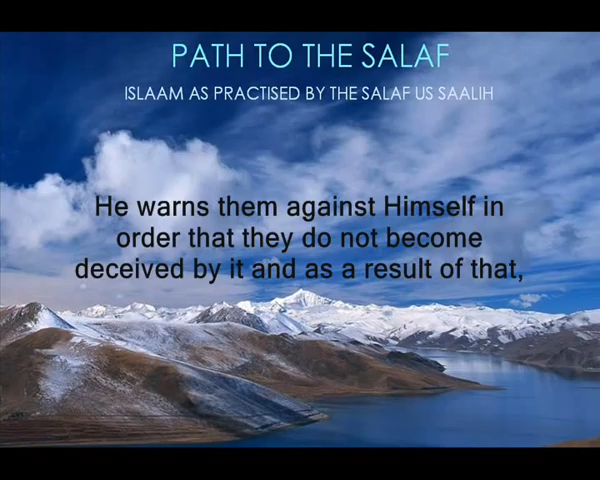 PATH TO THE SALAF
ISLAAM AS PRACTISED BY THE SALAF US SAALIH
He warns them against Himself in
order that they do not become
deceived by it and as a result of that,